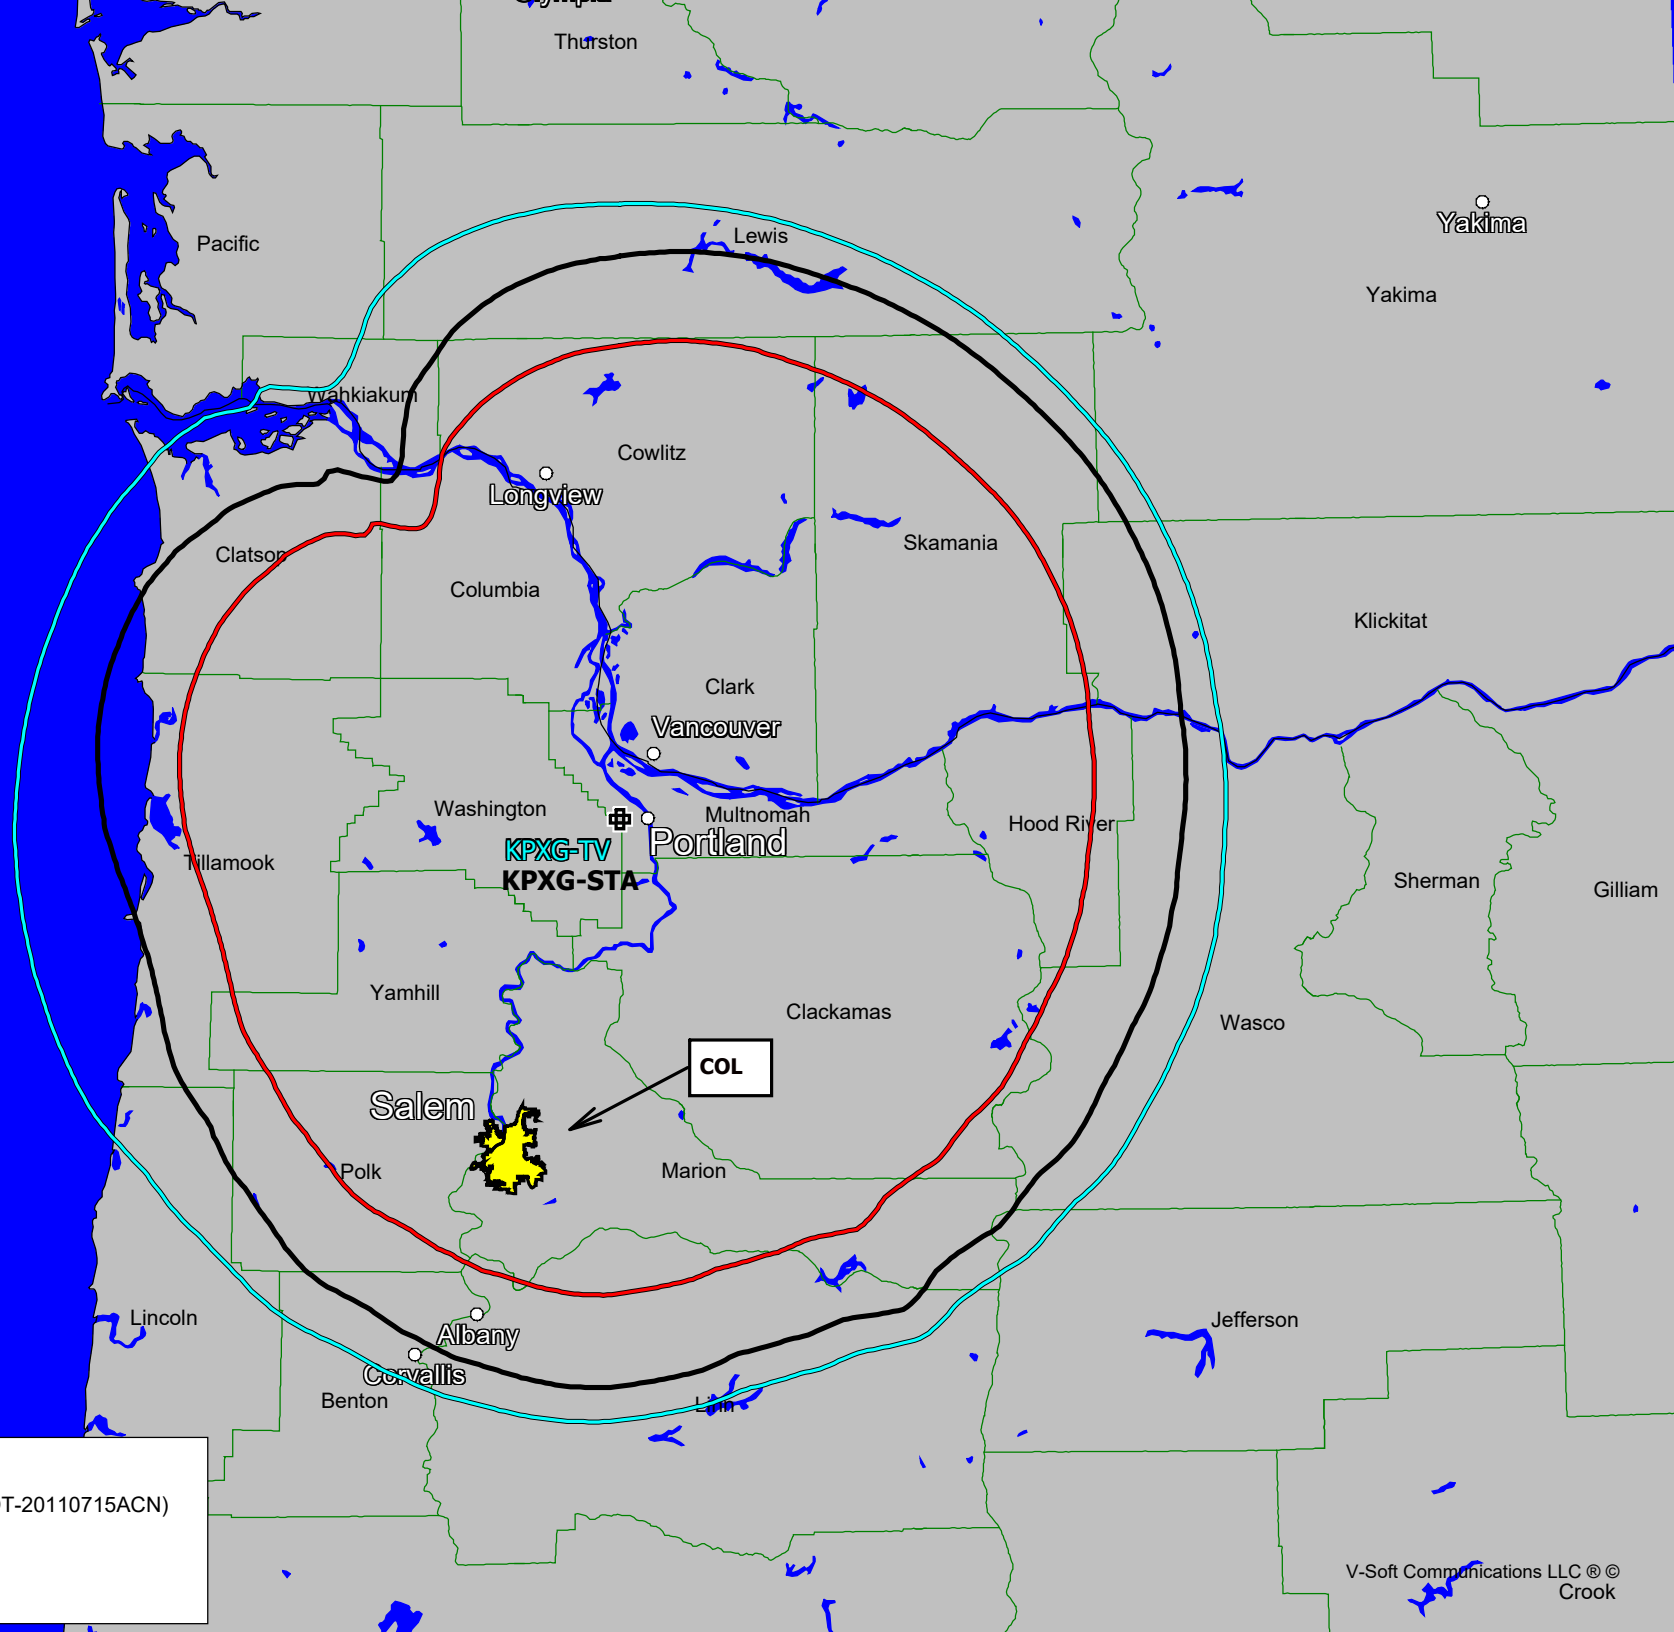 Olympia
Thurston
Pacific
Lewis
Yakima
Yakima
Wahkiakum
Cowlitz
Longview
Skamania
Clatsop
Columbia
Klickitat
Clark
Vancouver
Washington
Multnomah
Portland
Hood River
KPXG-TV
KPXG-STA
Tillamook
Sherman
Gilliam
Yamhill
Clackamas
Wasco
COL
Salem
Polk
Marion
Lincoln
Albany
Jefferson
Corvallis
Benton
Linn
T-20110715ACN)
V-Soft Communications LLC ® ©
Crook